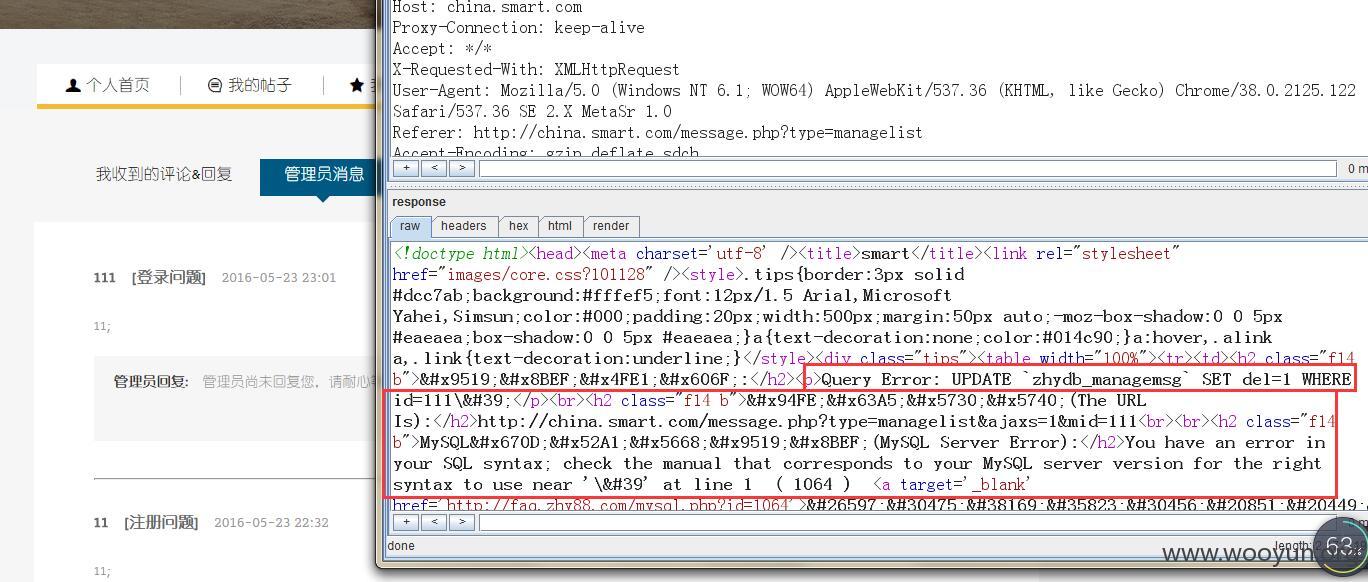 个人首页
我的帖子
我收到的评论&回复
管理员消息
111 [登录问题] 2016-05-23 23:01
11;
管理员回复: 管理员尚未回复您，请耐心
11 [注册问题] 2016-05-23 22:32
11;
Host: china.smart.com
Proxy-Connection: keep-alive
Accept: */*
X-Requested-With: XMLHttpRequest
User-Agent: Mozilla/5.0 (Windows NT 6.1; WOW64) AppleWebKit/537.36 (KHTML, like Gecko) Chrome/38.0.2125.122
Safari/537.36 SE 2.X MetaSr 1.0
Referer: http://china.smart.com/message.php?type=managelist
Accept-Encoding: gzip,deflate,sdch
+ < > 0 m
response
raw headers hex html render
<!doctype html><head><meta charset='utf-8' /><title>smart</title><link rel="stylesheet"
href="images/core.css?101128" /><style>.tips{border:3px solid
#dcc7ab;background:#fffef5;font:12px/1.5 Arial,Microsoft
Yahei,Simsun;color:#000;padding:20px;width:500px;margin:50px auto;-moz-box-shadow:0 0 5px
#eaeaea;box-shadow:0 0 5px #eaeaea;}a{text-decoration:none;color:#014c90;}a:hover,.alink
a,.link{text-decoration:underline;}</style><div class="tips"><table width="100%"><tr><td><h2 class="f14
b">&#x9519;&#x8BEF;&#x4FE1;&#x606F;:</h2><p>Query Error: UPDATE `zhydb_managemsg` SET del=1 WHERE
id=111\&#39;</p><br><h2 class="f14 b">&#x94FE;&#x63A5;&#x5730;&#x5740;(The URL
Is):</h2>http://china.smart.com/message.php?type=managelist&ajaxs=1&mid=111<br><br><h2 class="f14
b">MySQL&#x670D;&#x52A1;&#x5668;&#x9519;&#x8BEF;(MySQL Server Error):</h2>You have an error in
your SQL syntax; check the manual that corresponds to your MySQL server version for the right
syntax to use near '\&#39' at line 1 ( 1064 ) <a target='_blank'
href='http://faq.zhy88.com/mysql.php?id=1064'>&#26597;&#30475;&#38169;&#35823;&#30456;&#20851;&#20449;
+ < >
done
length:
www.wooyun.org
63